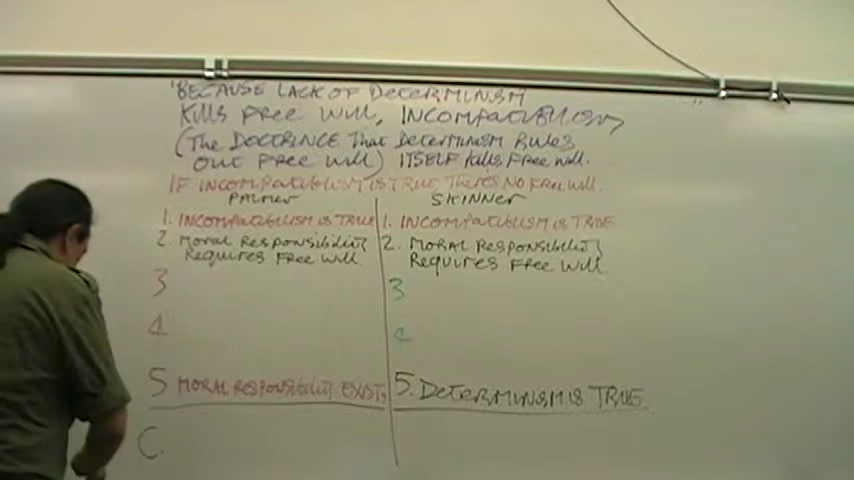 "BECAUSE LACK OF DETERMINISM
KILLS FREE WILL, INCOMPATIBILISM
(THE DOCTRINE THAT DETERMINISM RULES
OUT FREE WILL) ITSELF KILLS FREE WILL.
IF INCOMPATIBILISM IS TRUE, THERE'S NO FREE WILL.
PALMER
1. INCOMPATIBILISM IS TRUE
2. MORAL RESPONSIBILITY
REQUIRES FREE WILL.
3
4
5 MORAL RESPONSIBILITY EXISTS
C.
SKINNER
1. INCOMPATIBILISM IS TRUE
2. MORAL RESPONSIBILITY
REQUIRES FREE WILL.
3
4
5. DETERMINISM IS TRUE.